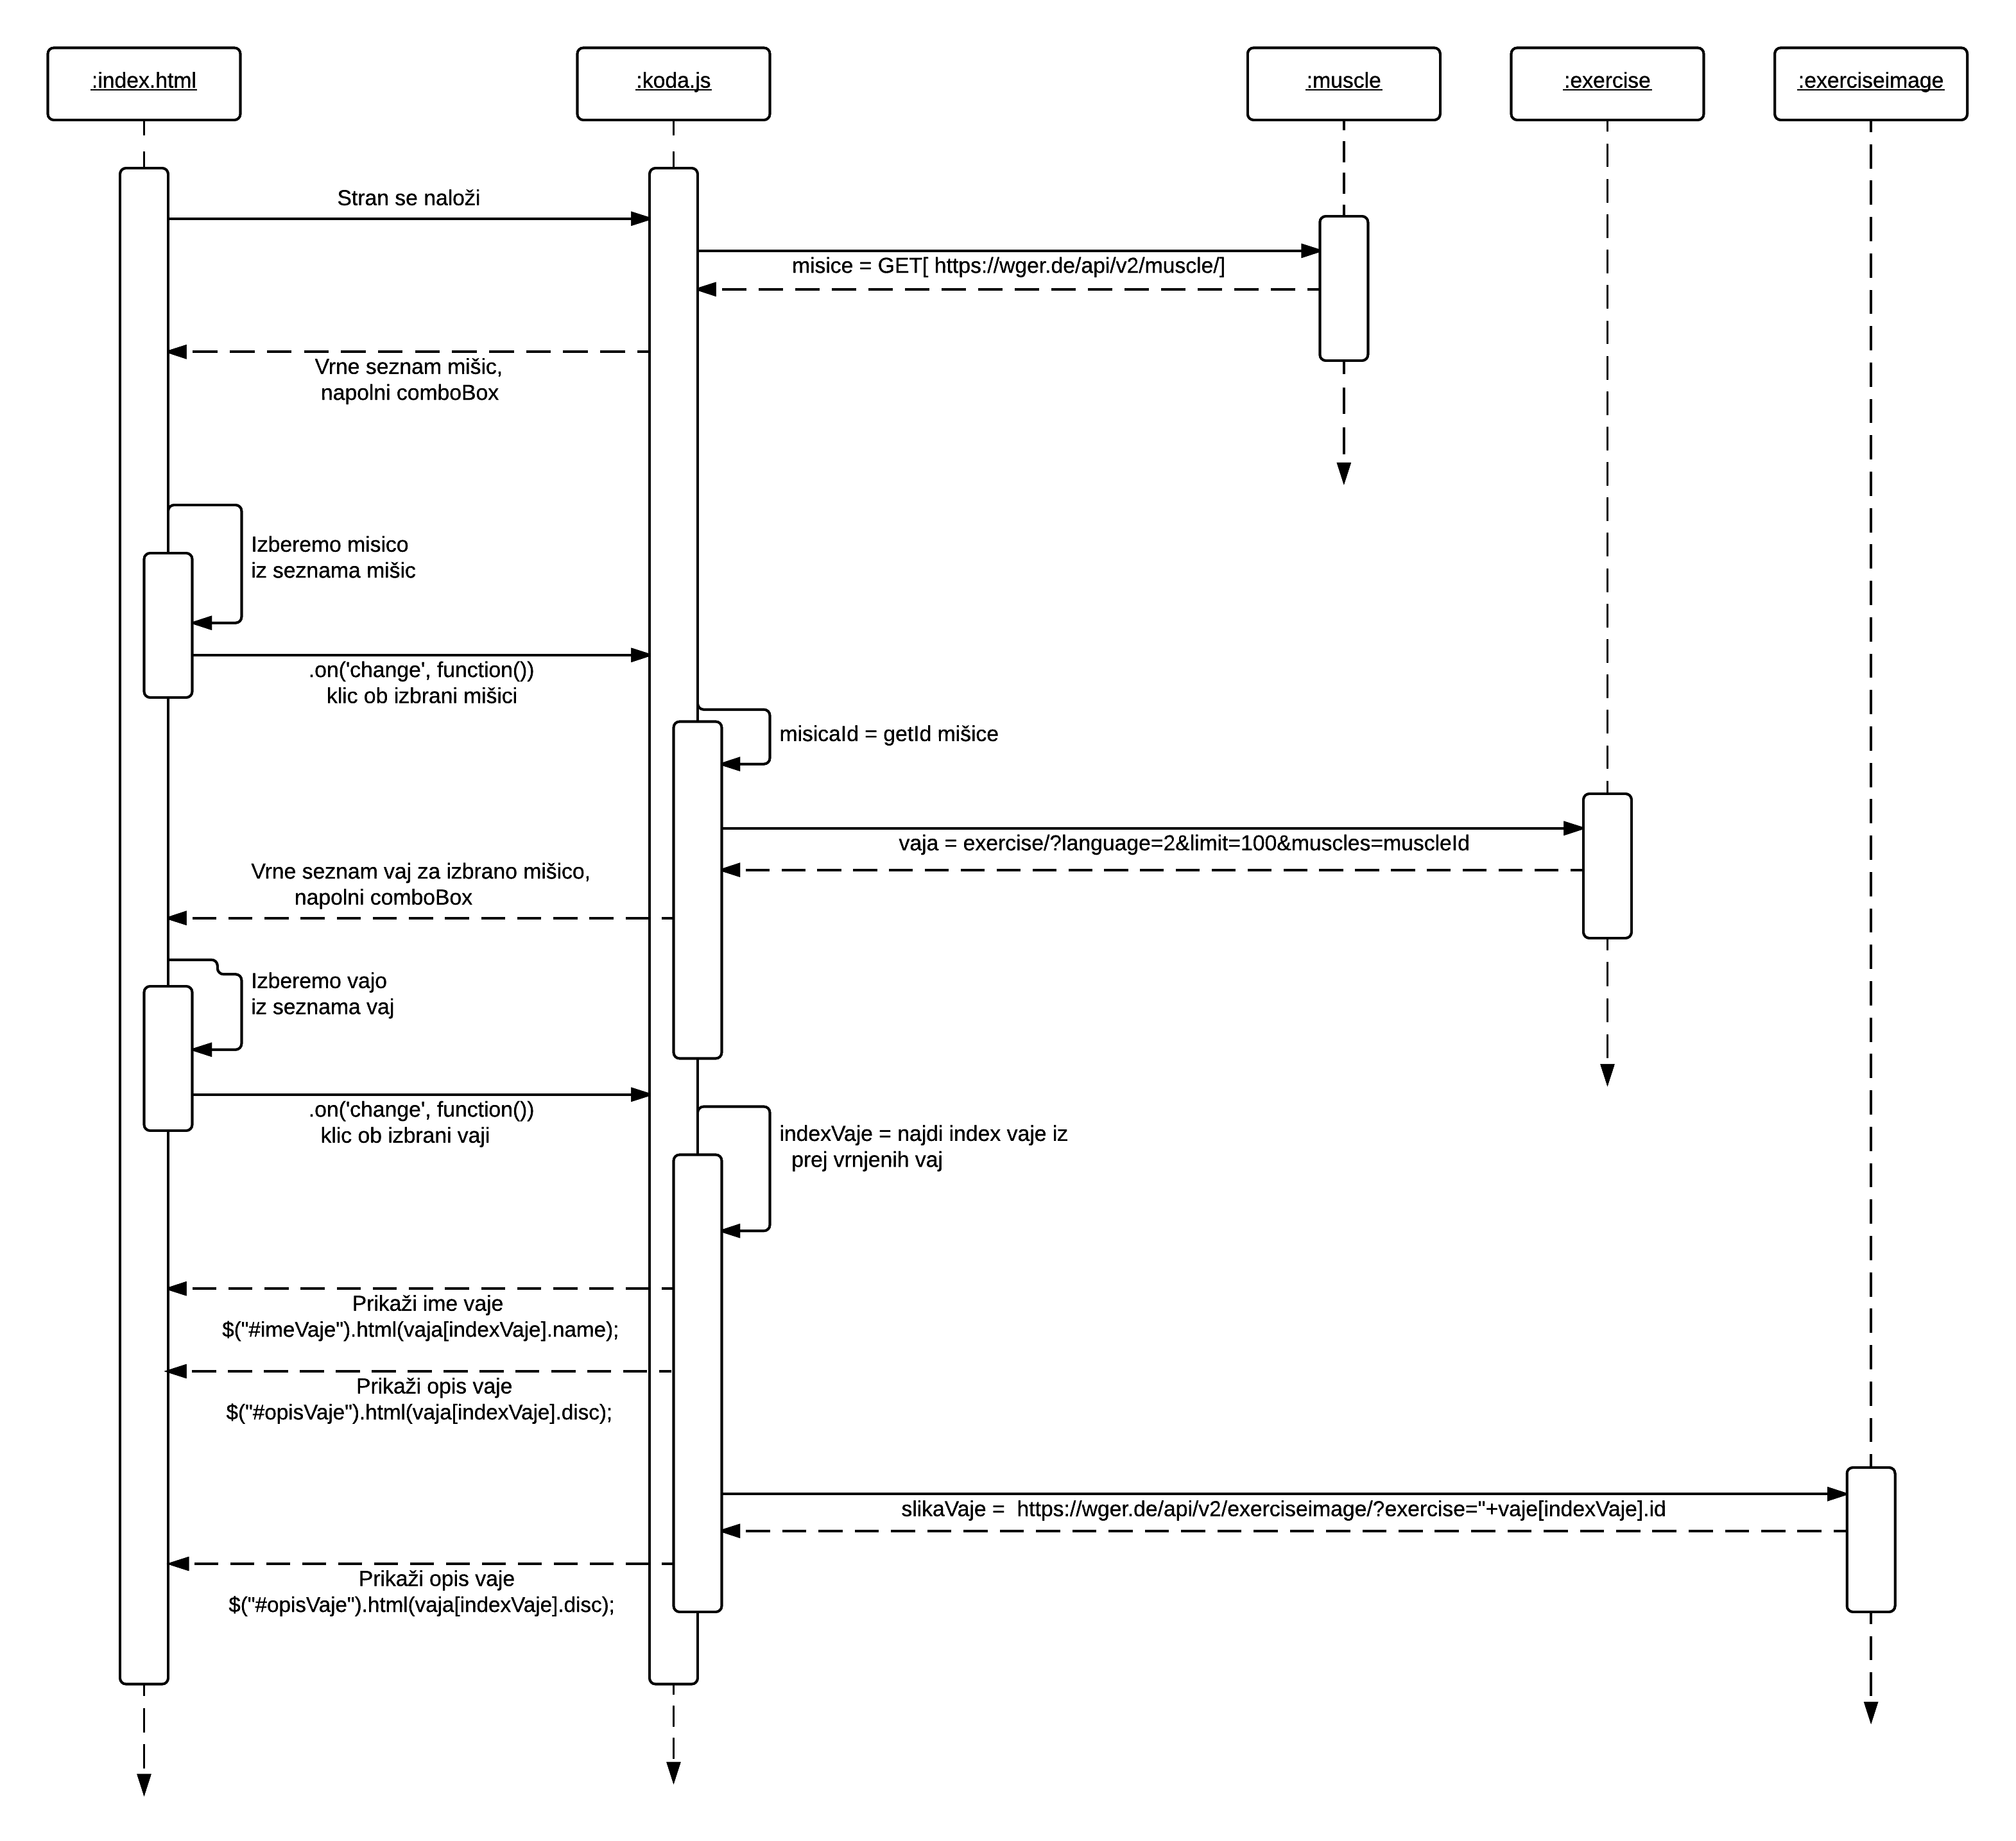 :index.html
:koda.js
:muscle
:exercise
:exerciseimage
Stran se naloži
misice = GET[ https://wger.de/api/v2/muscle/]
Vrne seznam mišic,
napolni comboBox
Izberemo misico
iz seznama mišic
.on('change', function())
klic ob izbrani mišici
misicaId = getId mišice
vaja = exercise/?language=2&limit=100&muscles=muscleId
Vrne seznam vaj za izbrano mišico,
napolni comboBox
Izberemo vajo
iz seznama vaj
.on('change', function())
klic ob izbrani vaji
indexVaje = najdi index vaje iz
prej vrnjenih vaj
Prikaži ime vaje
$("#imeVaje").html(vaja[indexVaje].name);
Prikaži opis vaje
$("#opisVaje").html(vaja[indexVaje].disc);
slikaVaje =  https://wger.de/api/v2/exerciseimage/?exercise="+vaje[indexVaje].id
Prikaži opis vaje
$("#opisVaje").html(vaja[indexVaje].disc);